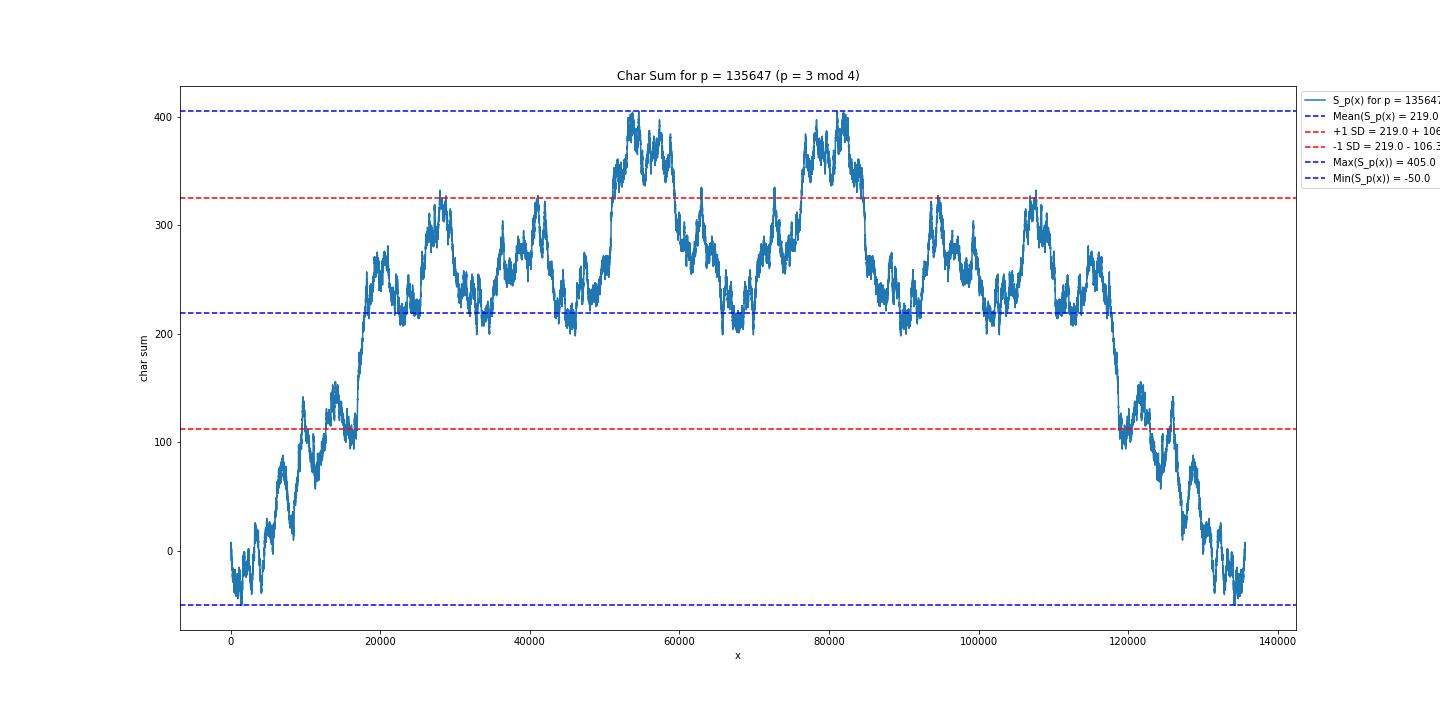 Char Sum for p = 135647 (p = 3 mod 4)
400
300
200
100
0
-50.0
char sum
0
20000
40000
60000
80000
100000
120000
140000
x
S_p(x) for p = 135647
Mean(S_p(x) = 219.0
+1 SD = 219.0 + 106
-1 SD = 219.0 - 106.3
Max(S_p(x)) = 405.0
Min(S_p(x)) = -50.0